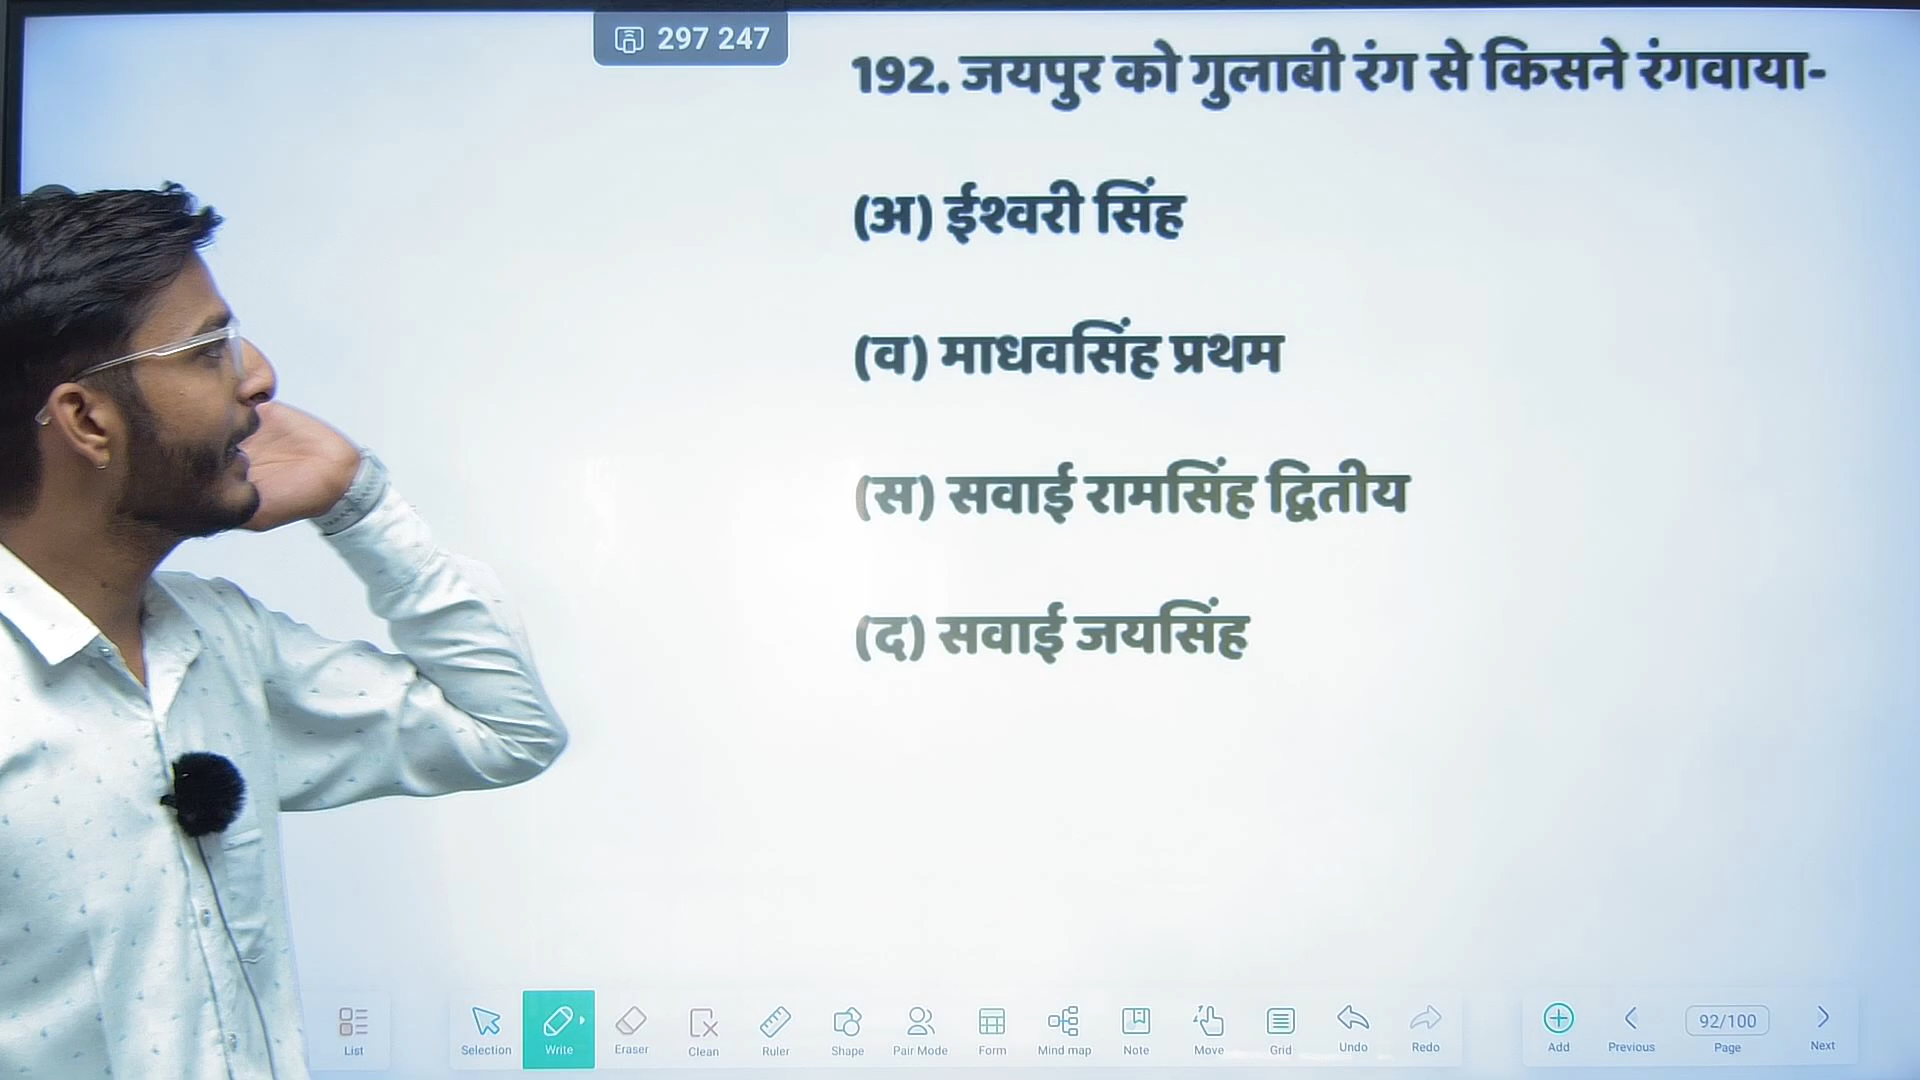 297 247
192. जयपुर को गुलाबी रंग से किसने रंगवाया-
(अ) ईश्वरी सिंह
(व) माधवसिंह प्रथम
(स) सवाई रामसिंह द्वितीय
(द) सवाई जयसिंह
List
Selection
Write
Eraser
Clean
Ruler
Shape
Pair Mode
Form
Mind map
Note
Move
Grid
Undo
Redo
Add
Previous
92/100
Page
Next